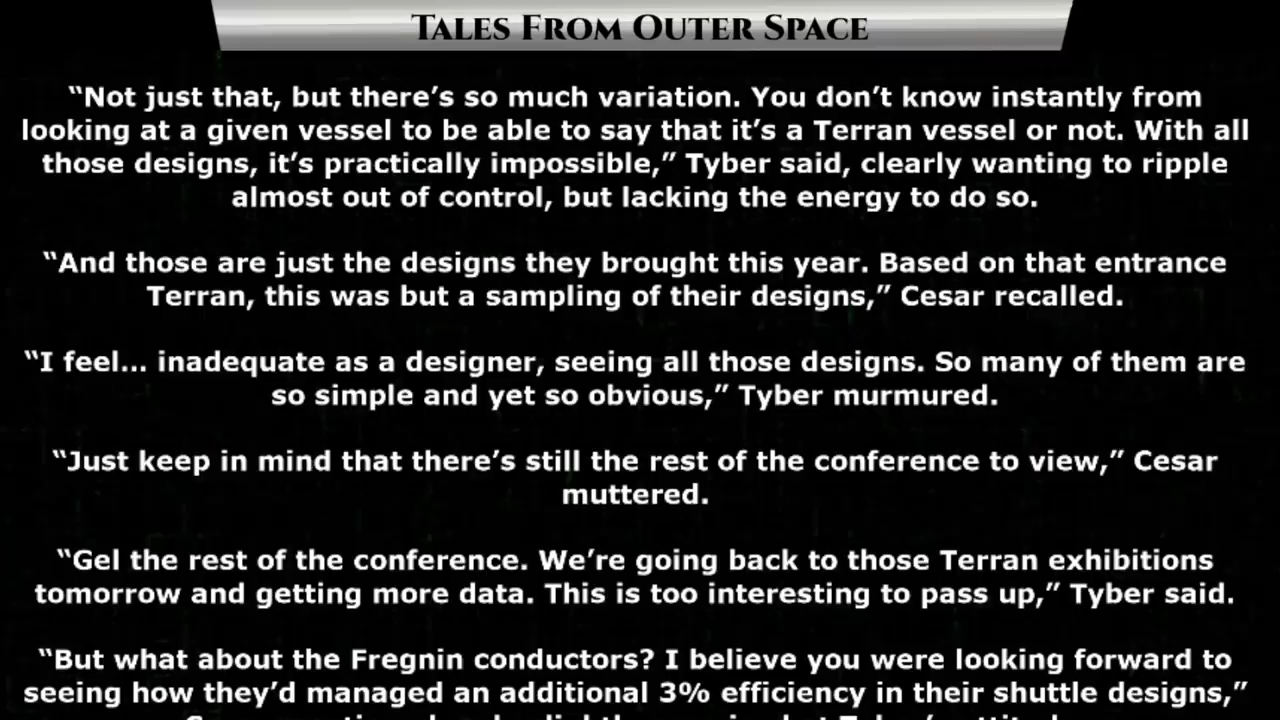 Tales From Outer Space
“Not just that, but there’s so much variation. You don’t know instantly from
looking at a given vessel to be able to say that it’s a Terran vessel or not. With all
those designs, it’s practically impossible,” Tyber said, clearly wanting to ripple
almost out of control, but lacking the energy to do so.
“And those are just the designs they brought this year. Based on that entrance
Terran, this was but a sampling of their designs,” Cesar recalled.
“I feel... inadequate as a designer, seeing all those designs. So many of them are
so simple and yet so obvious,” Tyber murmured.
“Just keep in mind that there’s still the rest of the conference to view,” Cesar
muttered.
“Gel the rest of the conference. We’re going back to those Terran exhibitions
tomorrow and getting more data. This is too interesting to pass up,” Tyber said.
“But what about the Fregnin conductors? I believe you were looking forward to
seeing how they’d managed an additional 3% efficiency in their shuttle designs,”